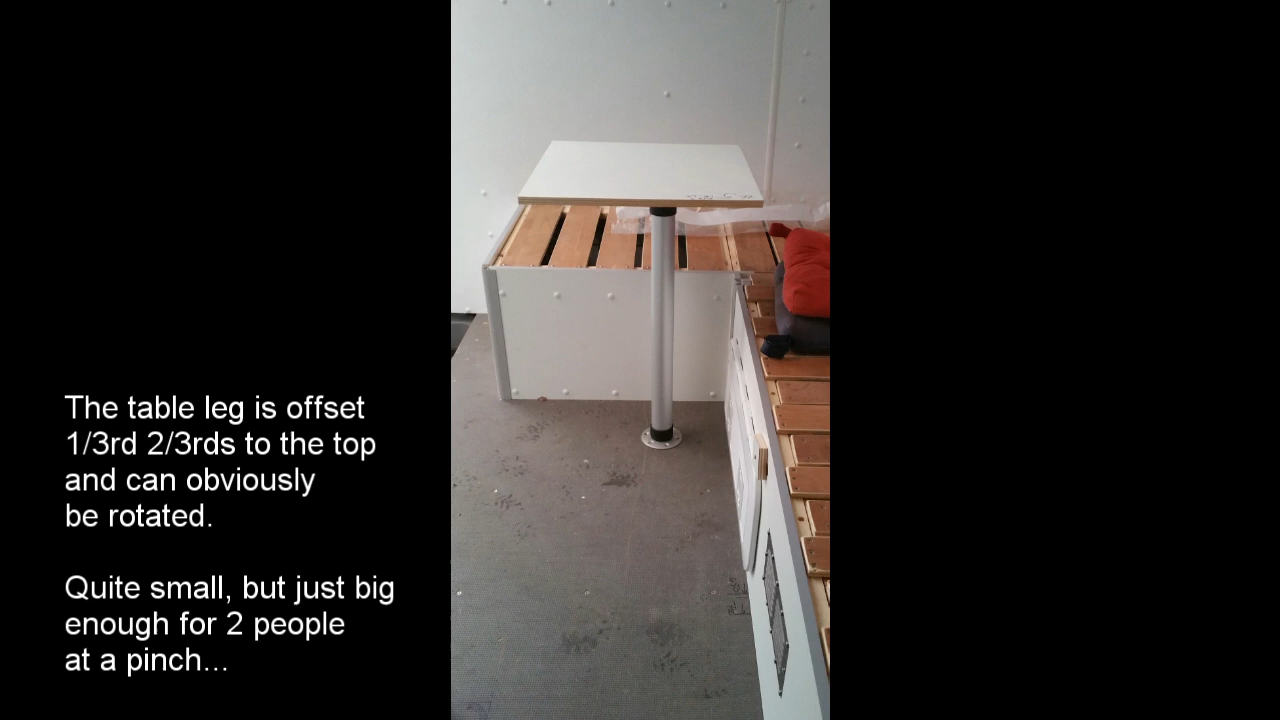 The table leg is offset
1/3rd 2/3rds to the top
and can obviously
be rotated.
Quite small, but just big
enough for 2 people
at a pinch...